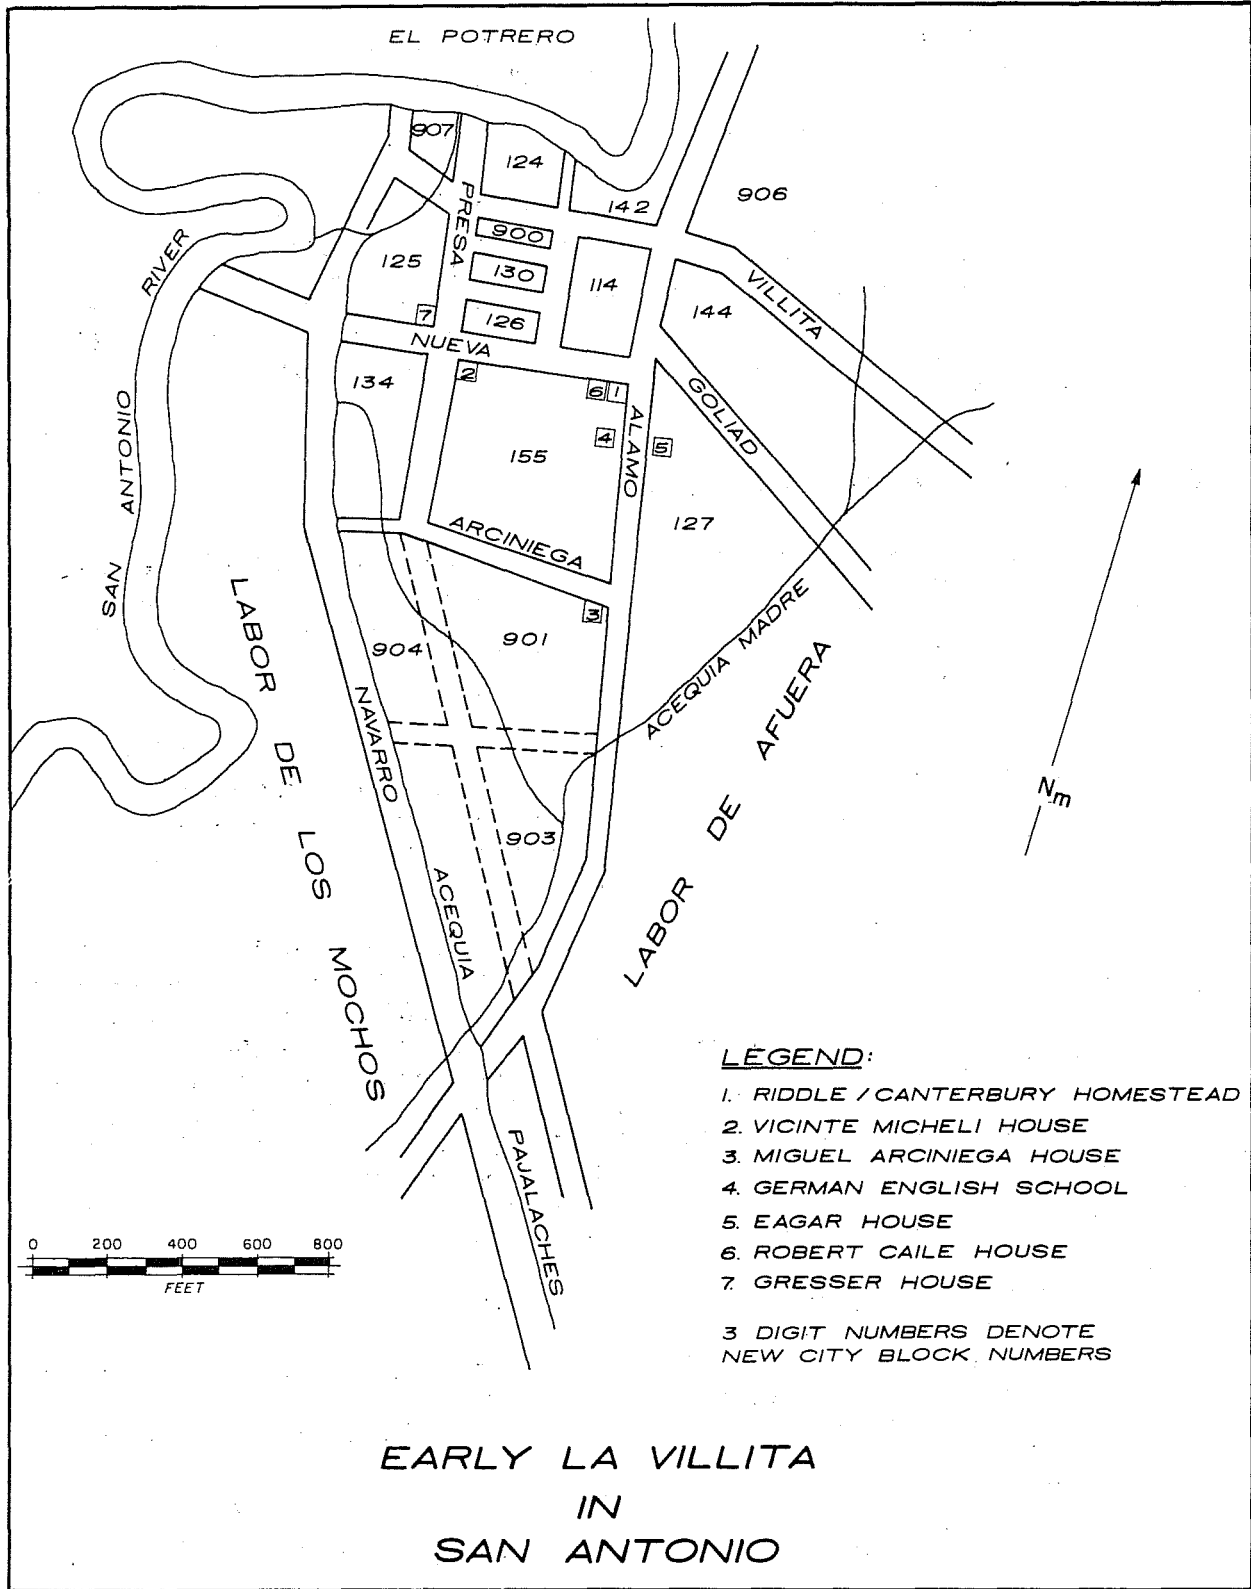 EL POTRERO
907
124
142
906
PRESA
900
125
130
114
RIVER
VILLITA
7
126
144
NUEVA
2
6
1
134
GOLIAD
ALAMO
4
5
155
SAN ANTONIO
127
ARCINIEGA
LABOR DE LOS MOCHOS
3
901
904
ACEQUIA MADRE
NAVARRO
LABOR DE AFUERA
Nm
903
ACEQUIA
PAJALACHES
LEGEND:
1. RIDDLE / CANTERBURY HOMESTEAD
2. VICINTE MICHELI HOUSE
3. MIGUEL ARCINIEGA HOUSE
4. GERMAN ENGLISH SCHOOL
5. EAGAR HOUSE
6. ROBERT CAILE HOUSE
7. GRESSER HOUSE
3 DIGIT NUMBERS DENOTE
NEW CITY BLOCK NUMBERS
0 200 400 600 800
FEET
EARLY LA VILLITA
IN
SAN ANTONIO